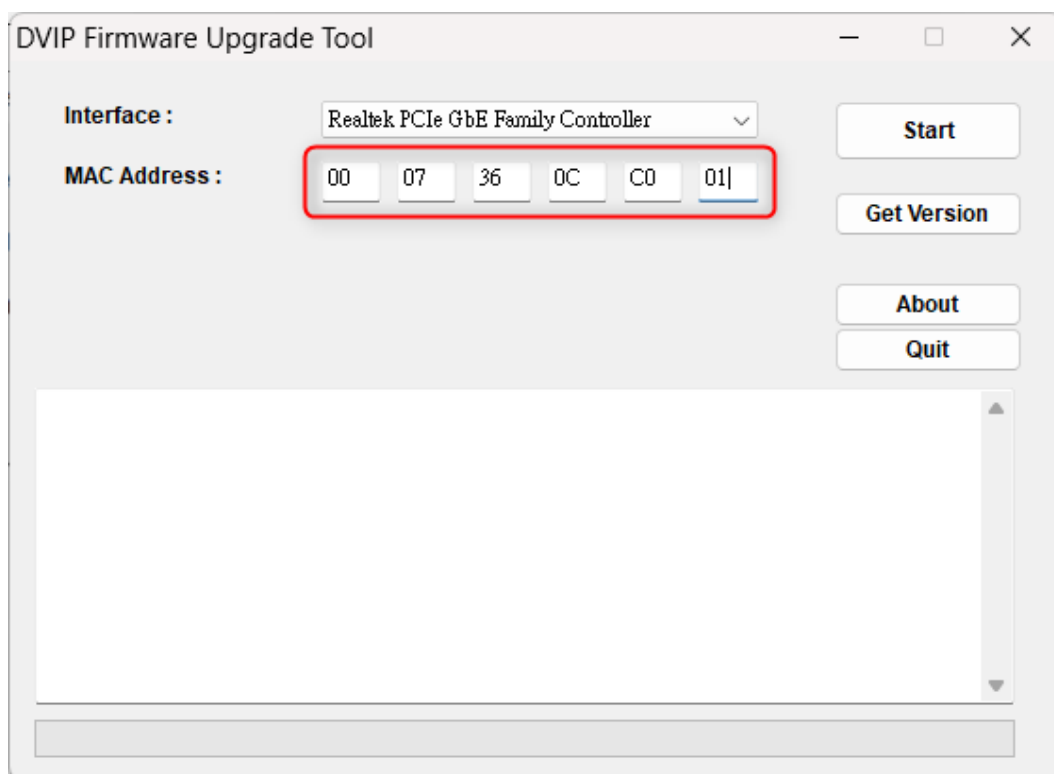 DVIP Firmware Upgrade Tool
Interface : Realtek PCIe GbE Family Controller Start
MAC Address : 00 07 36 0C C0 01
Get Version
About
Quit